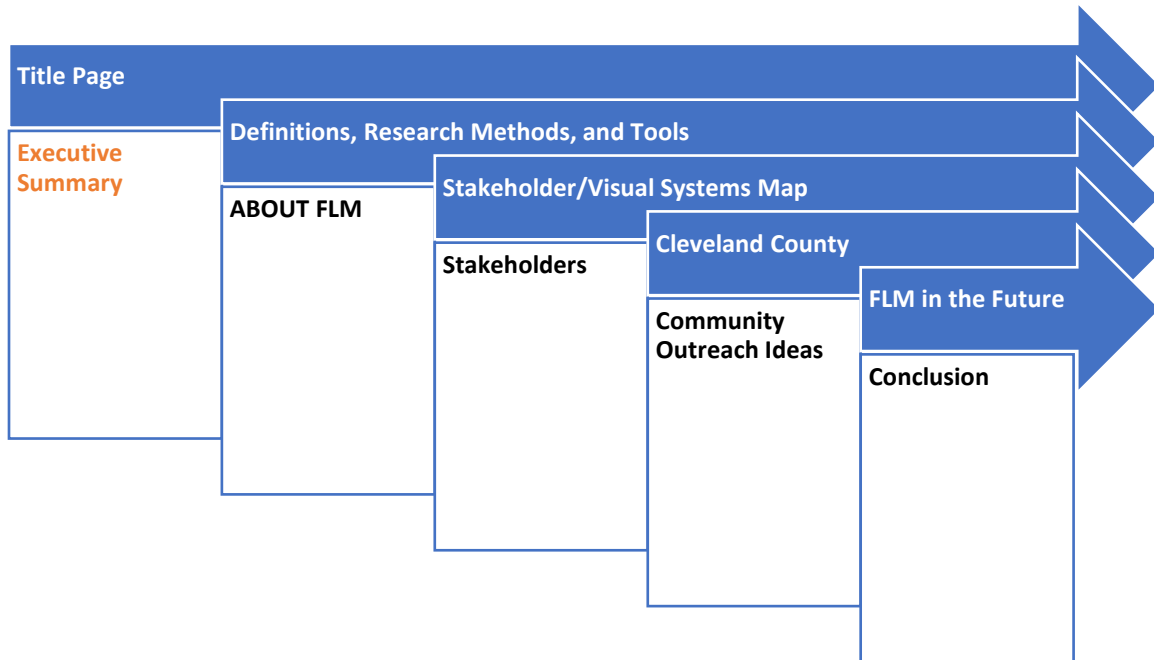 Title Page
Executive
Summary
Definitions, Research Methods, and Tools
ABOUT FLM
Stakeholder/Visual Systems Map
Stakeholders
Cleveland County
Community
Outreach Ideas
FLM in the Future
Conclusion